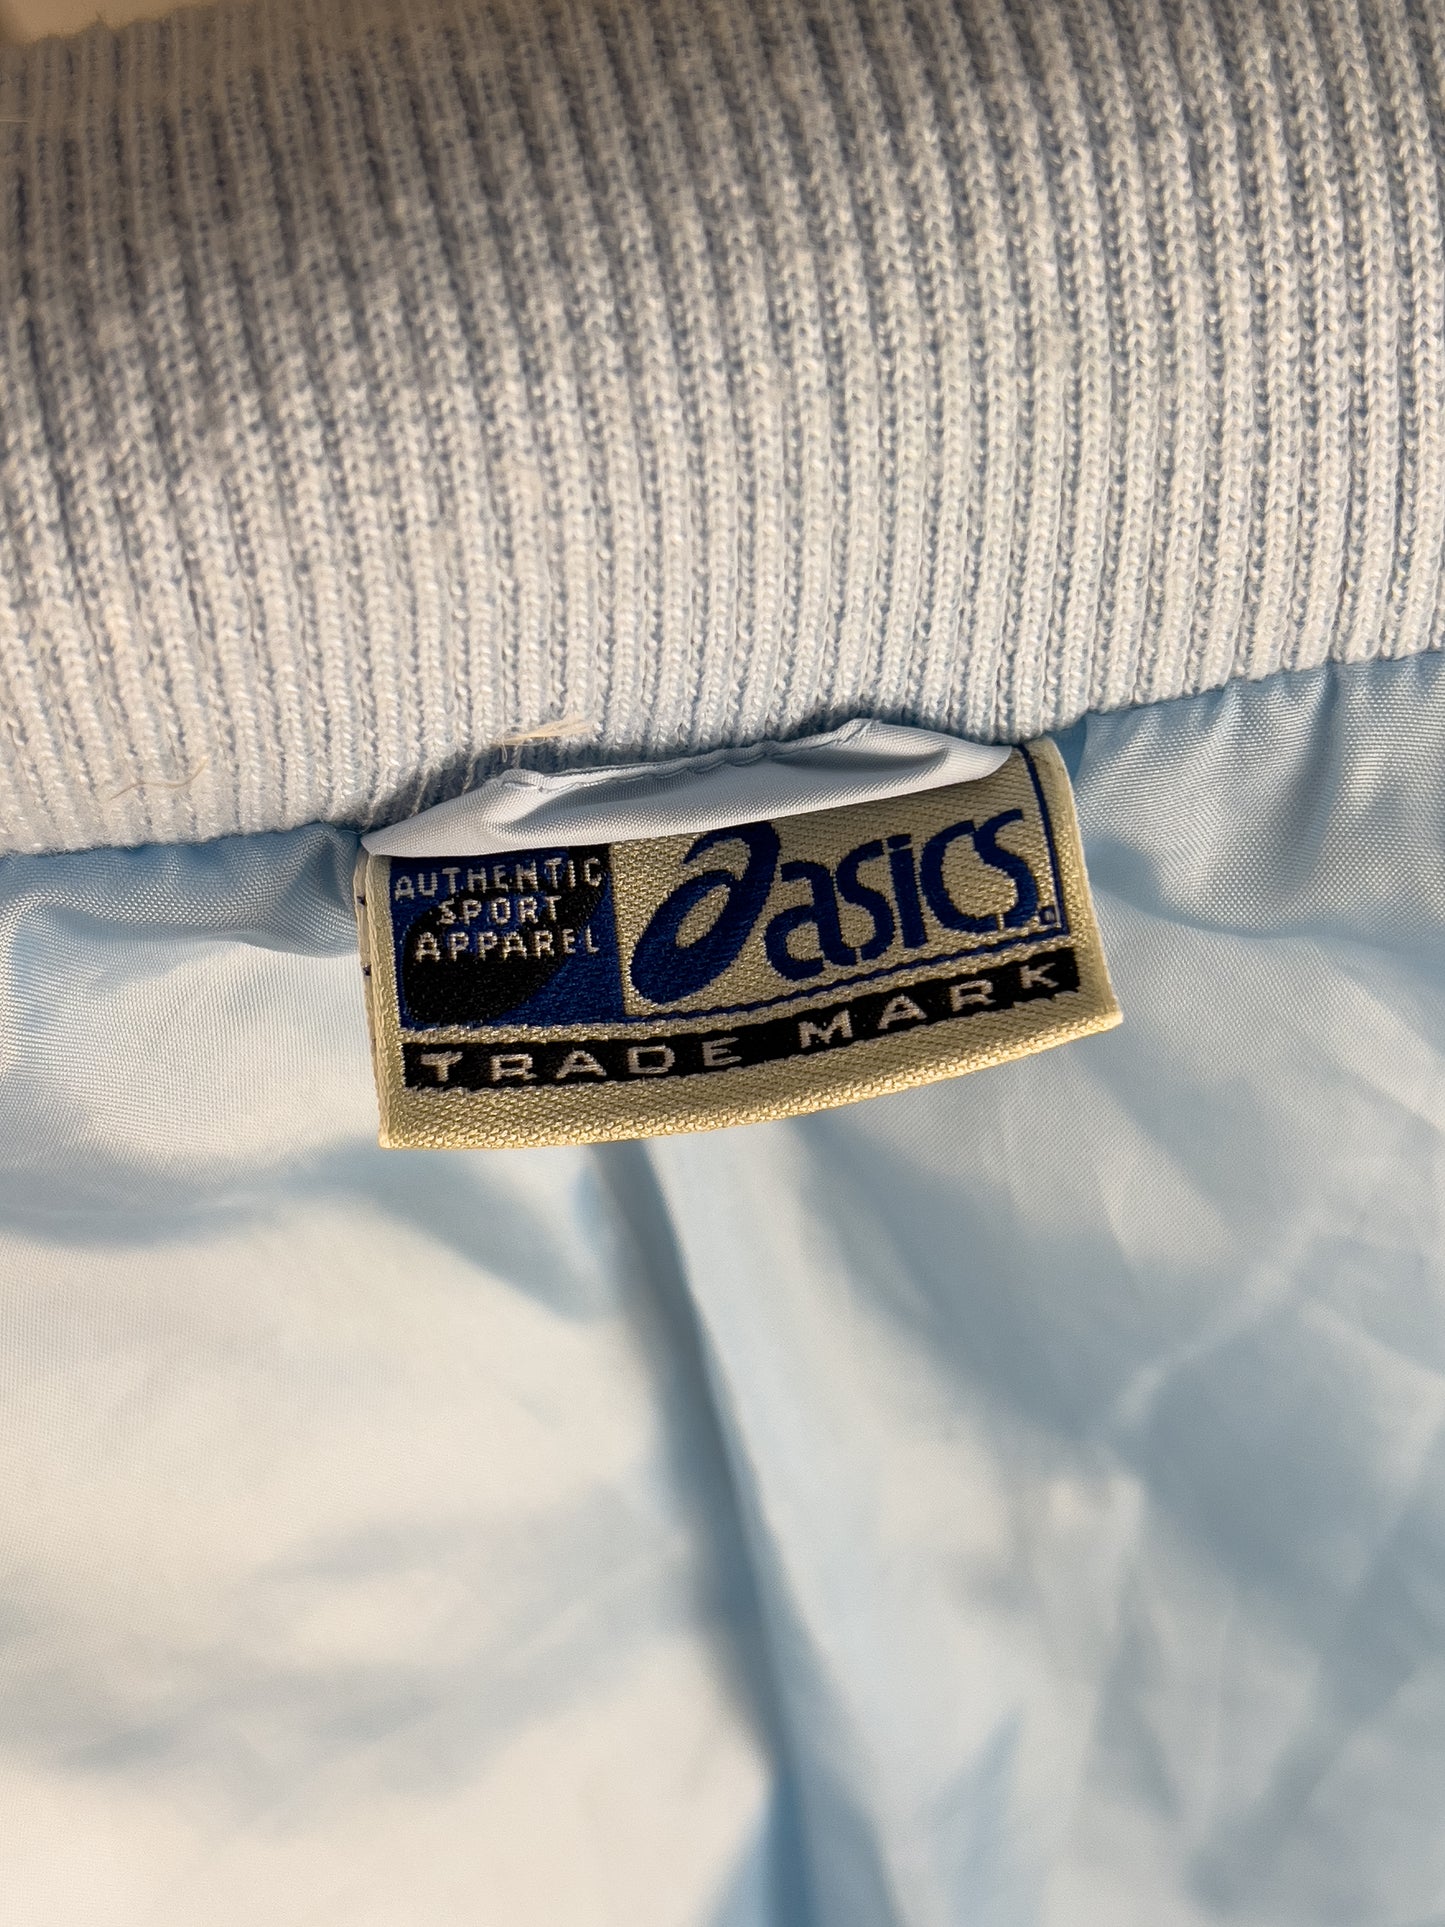 AUTHENTIC
SPORT
APPAREL
asics
TRADE MARK